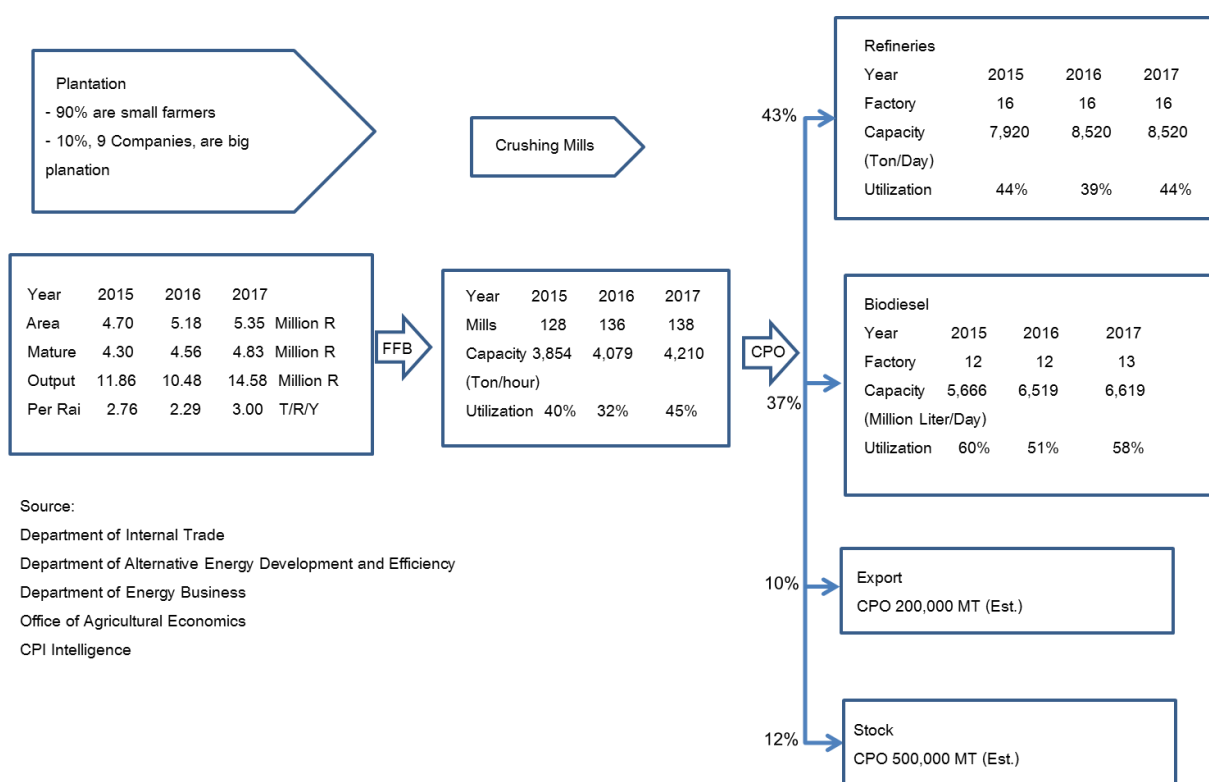 Plantation
- 90% are small farmers
- 10%, 9 Companies, are big
planation
Crushing Mills
Year 2015 2016 2017
Area 4.70 5.18 5.35 Million R
Mature 4.30 4.56 4.83 Million R
Output 11.86 10.48 14.58 Million R
Per Rai 2.76 2.29 3.00 T/R/Y
FFB
Year 2015 2016 2017
Mills 128 136 138
Capacity 3,854 4,079 4,210
(Ton/hour)
Utilization 40% 32% 45%
CPO
43%
Refineries
Year 2015 2016 2017
Factory 16 16 16
Capacity 7,920 8,520 8,520
(Ton/Day)
Utilization 44% 39% 44%
37%
Biodiesel
Year 2015 2016 2017
Factory 12 12 13
Capacity 5,666 6,519 6,619
(Million Liter/Day)
Utilization 60% 51% 58%
10%
Export
CPO 200,000 MT (Est.)
12%
Stock
CPO 500,000 MT (Est.)
Source:
Department of Internal Trade
Department of Alternative Energy Development and Efficiency
Department of Energy Business
Office of Agricultural Economics
CPI Intelligence